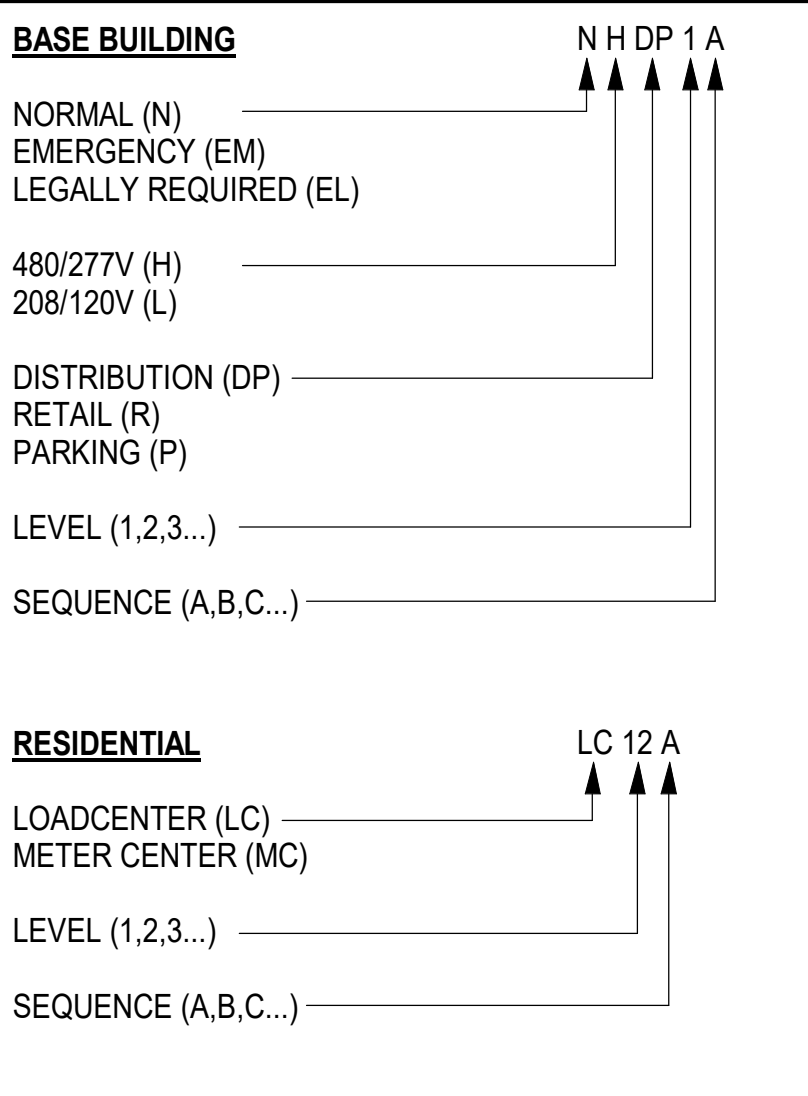 BASE BUILDING N H DP 1 A
NORMAL (N)
EMERGENCY (EM)
LEGALLY REQUIRED (EL)
480/277V (H)
208/120V (L)
DISTRIBUTION (DP)
RETAIL (R)
PARKING (P)
LEVEL (1,2,3...)
SEQUENCE (A,B,C...)
RESIDENTIAL LC 12 A
LOADCENTER (LC)
METER CENTER (MC)
LEVEL (1,2,3...)
SEQUENCE (A,B,C...)